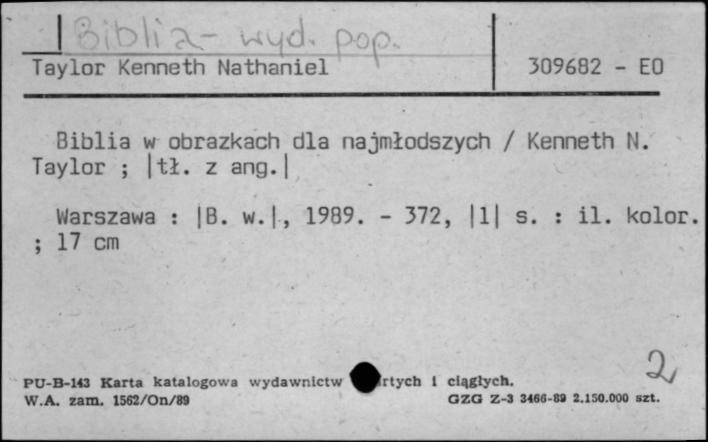 Biblia - wyd. pop.
Taylor Kenneth Nathaniel 309682 - EO
Biblia w obrazkach dla najmłodszych / Kenneth N.
Taylor ; |tł. z ang.|
Warszawa : |B. w.|, 1989. - 372, |1| s. : il. kolor.
; 17 cm
2
PU-B-143 Karta katalogowa wydawnictw rtych i ciągłych.
W.A. zam. 1562/On/89 GZG Z-3 3466-89 2.150.000 szt.